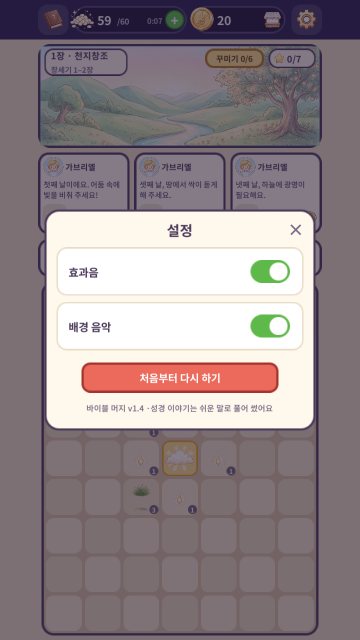 59 /60 0:07 + 20
1장 · 천지창조
창세기 1–2장
꾸미기 0/6
0/7
가브리엘 가브리엘 가브리엘
첫째 날이에요. 어둠 속에
빛을 비춰 주세요!
셋째 날, 땅에서 싹이 돋게
해 주세요.
넷째 날, 하늘에 광명이
필요해요.
설정
효과음
배경 음악
처음부터 다시 하기
바이블 머지 v1.4 · 성경 이야기는 쉬운 말로 풀어 썼어요
1
1 1
3 1